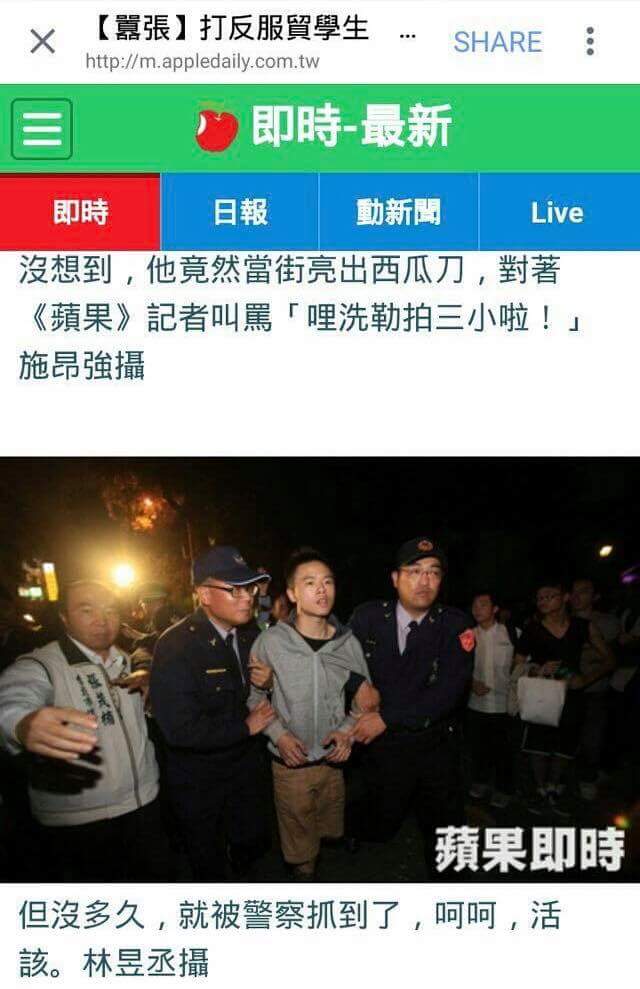 【囂張】打反服貿學生 ...
SHARE
http://m.appledaily.com.tw
即時-最新
即時
日報
動新聞
Live
沒想到，他竟然當街亮出西瓜刀，對著
《蘋果》記者叫罵「哩洗勒拍三小啦！」
施昂強攝
蘋果即時
但沒多久，就被警察抓到了，呵呵，活
該。林昱丞攝